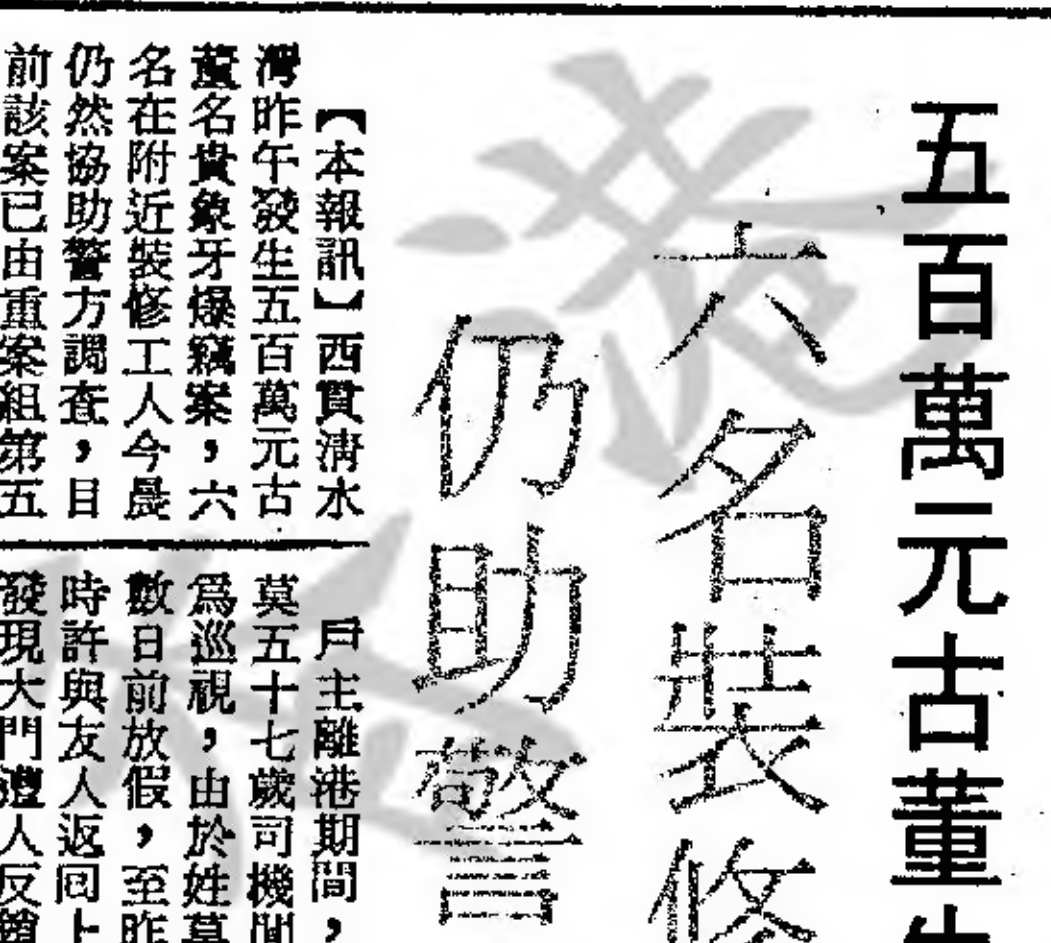 五百萬元古董
六名裝修
仍助警
【本報訊】西貢清水
灣昨午發生五百萬元古
董名貴象牙爆竊案，六
名在附近裝修工人今晨
仍然協助警方調查，目
前該案已由重案組第五
戶主離港期間，
莫五十七歲司機間
爲巡視，由於姓莫
數日前放假，至昨
時許與友人返回上
發現大門遭人反鎖